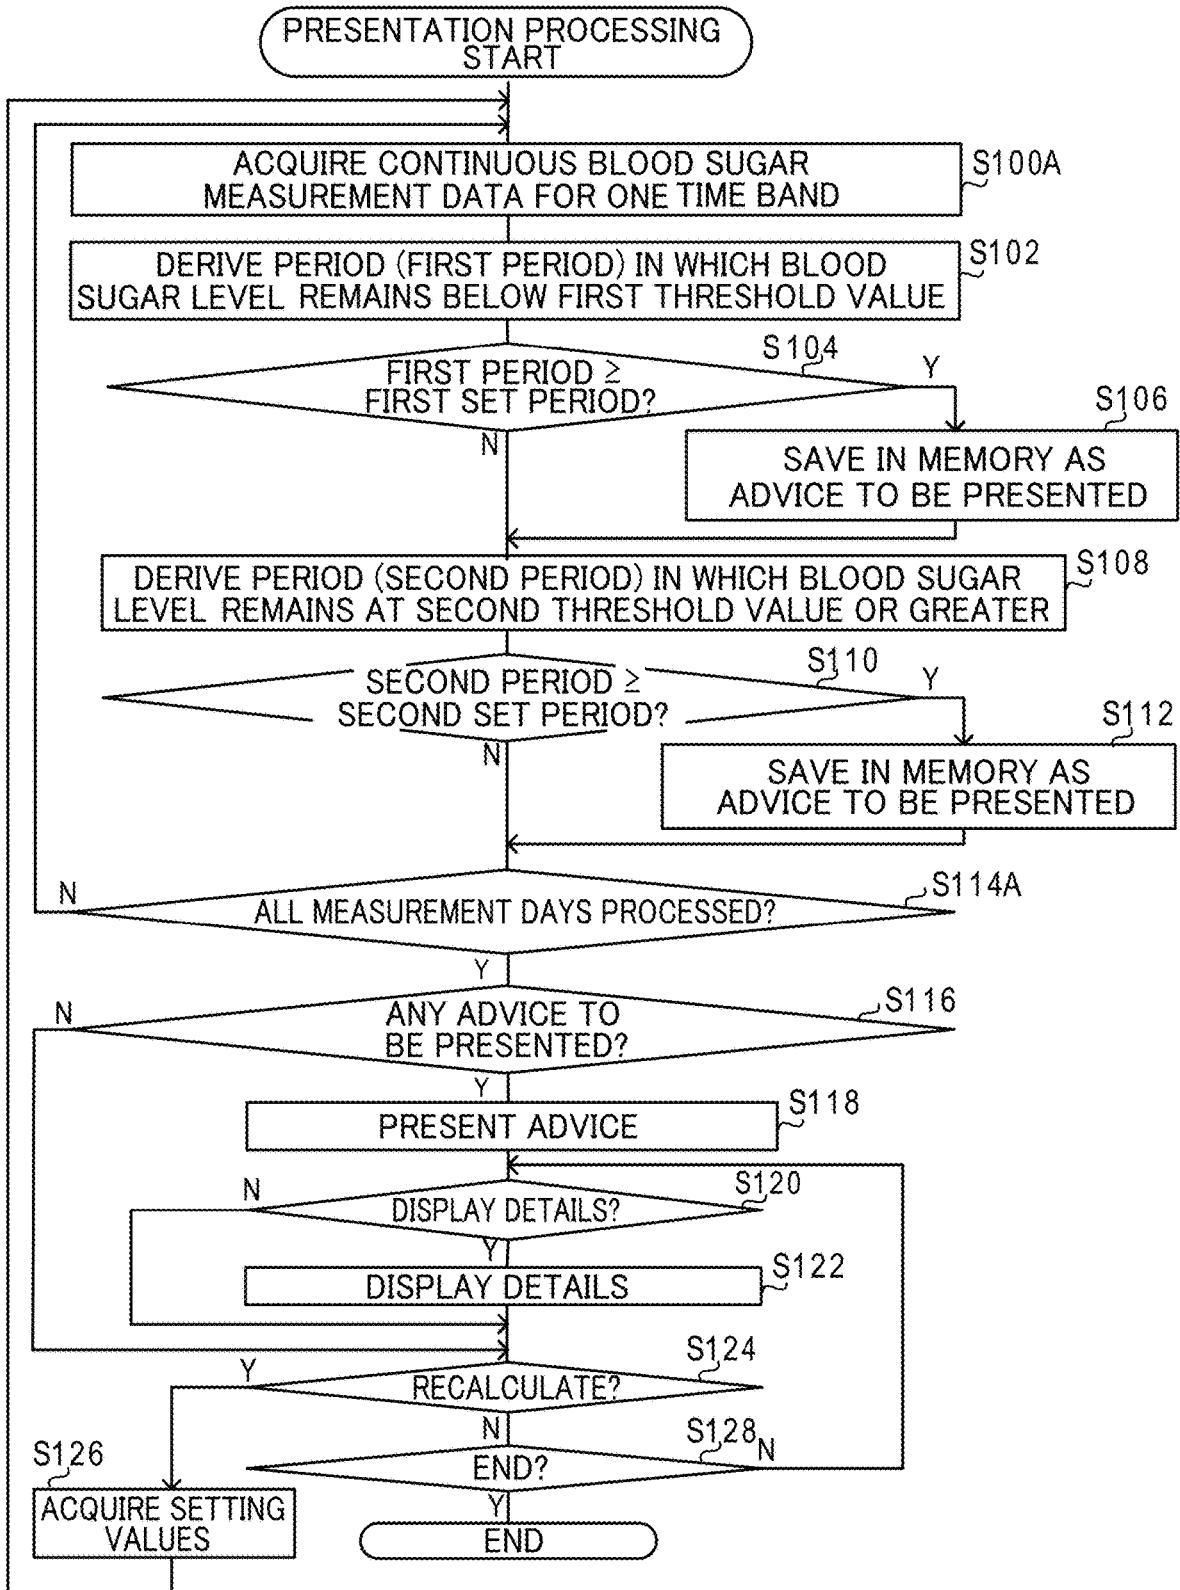 PRESENTATION PROCESSING
START
ACQUIRE CONTINUOUS BLOOD SUGAR
MEASUREMENT DATA FOR ONE TIME BAND
S100A
DERIVE PERIOD (FIRST PERIOD) IN WHICH BLOOD
SUGAR LEVEL REMAINS BELOW FIRST THRESHOLD VALUE
S102
FIRST PERIOD ≥
FIRST SET PERIOD?
S104
Y
N
S106
SAVE IN MEMORY AS
ADVICE TO BE PRESENTED
DERIVE PERIOD (SECOND PERIOD) IN WHICH BLOOD SUGAR
LEVEL REMAINS AT SECOND THRESHOLD VALUE OR GREATER
S108
SECOND PERIOD ≥
SECOND SET PERIOD?
S110
Y
N
S112
SAVE IN MEMORY AS
ADVICE TO BE PRESENTED
N
ALL MEASUREMENT DAYS PROCESSED?
S114A
Y
N
ANY ADVICE TO
BE PRESENTED?
S116
Y
PRESENT ADVICE
S118
N
DISPLAY DETAILS?
S120
Y
DISPLAY DETAILS
S122
Y
RECALCULATE?
S124
N
END?
S128
N
Y
S126
ACQUIRE SETTING
VALUES
END